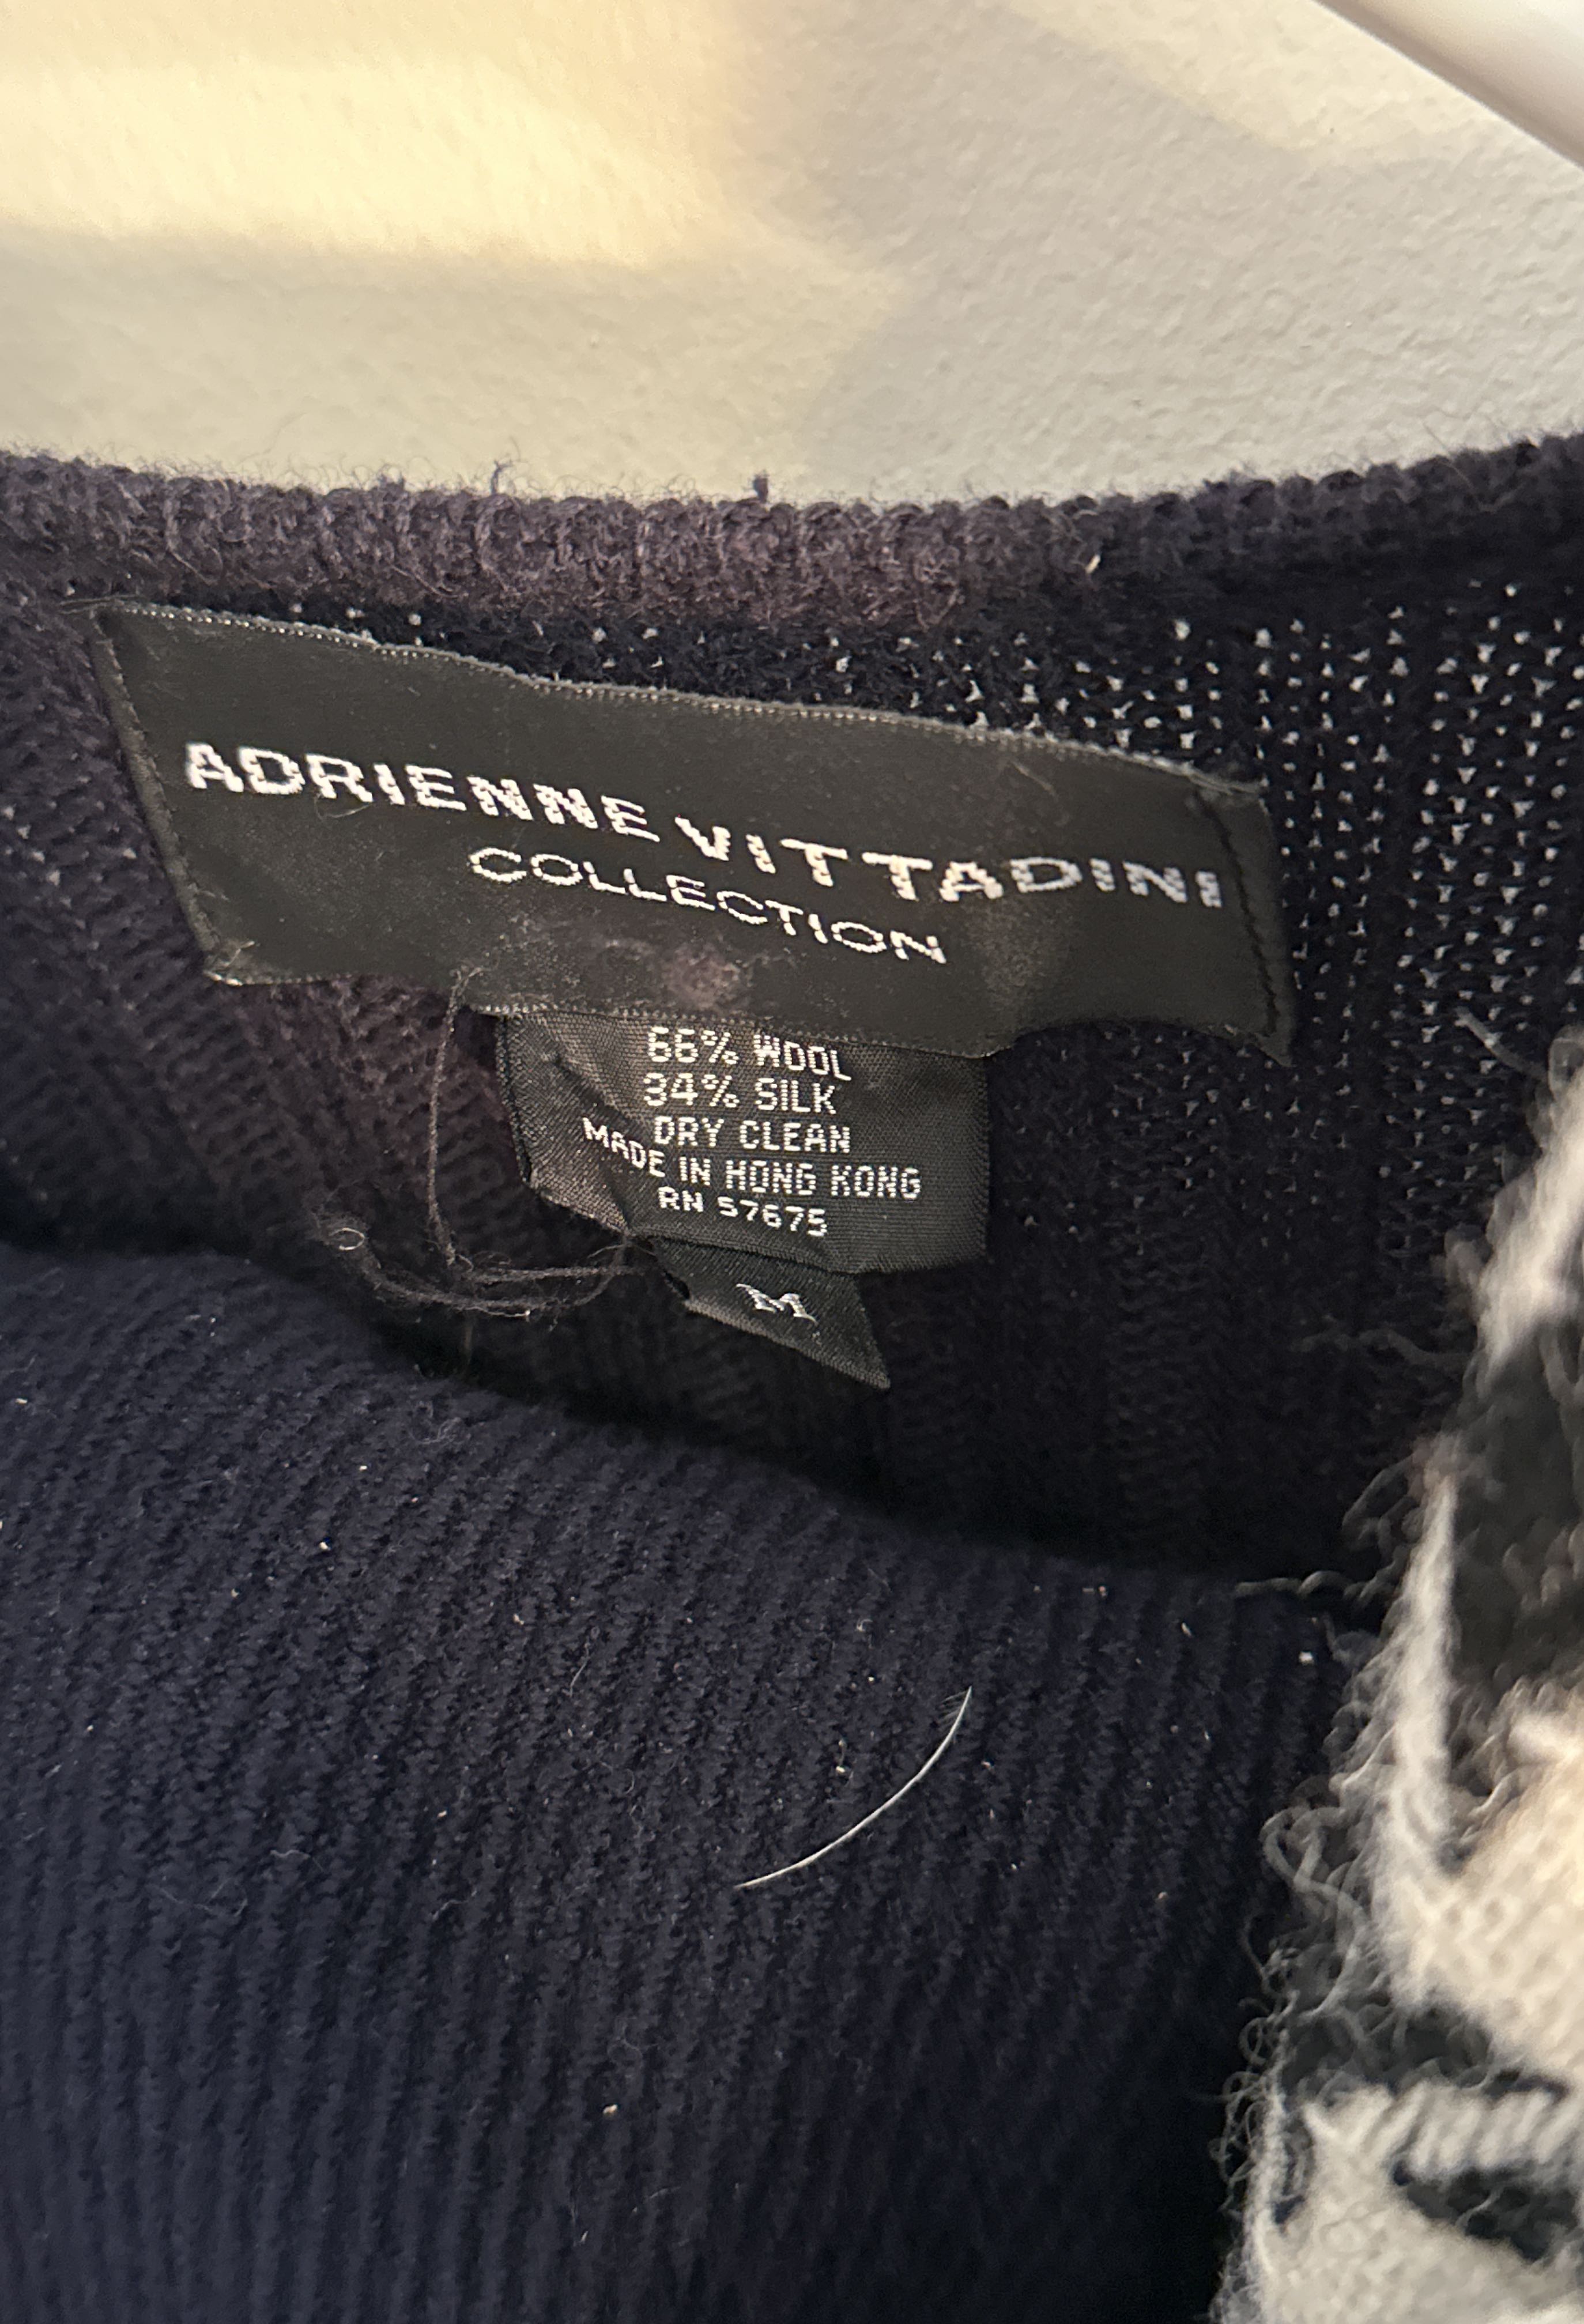 ADRIENNE VITTADINI
COLLECTION
66% WOOL
34% SILK
DRY CLEAN
MADE IN HONG KONG
RN 57675
M